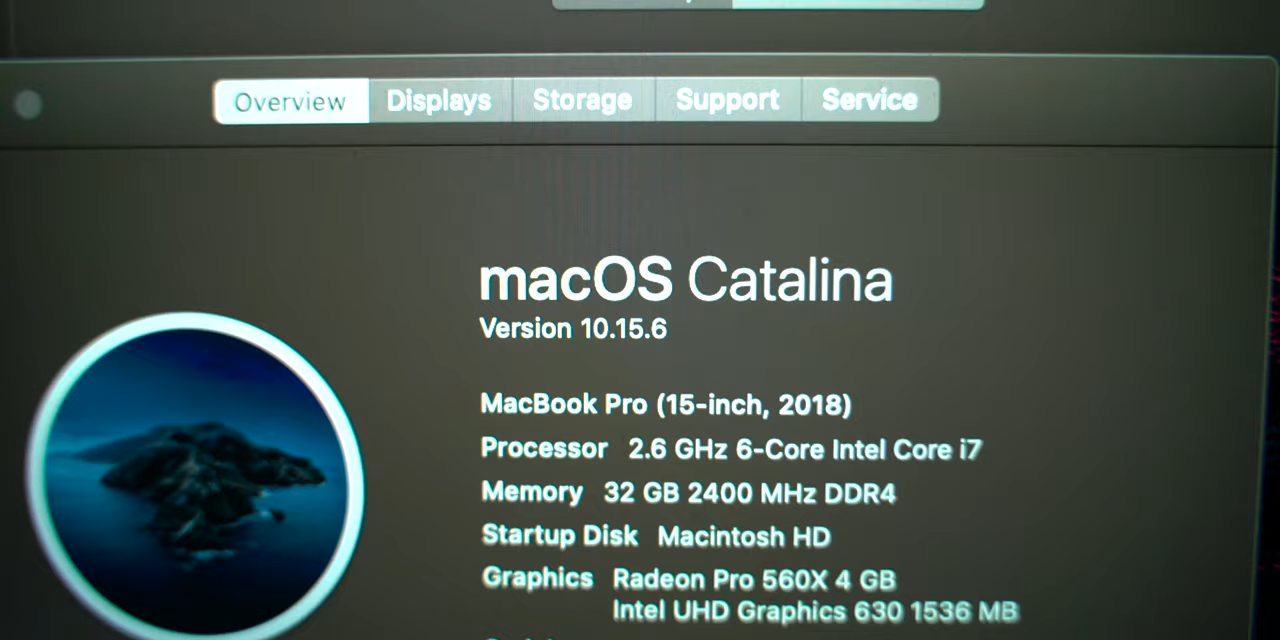 Overview Displays Storage Support Service
macOS Catalina
Version 10.15.6
MacBook Pro (15-inch, 2018)
Processor 2.6 GHz 6-Core Intel Core i7
Memory 32 GB 2400 MHz DDR4
Startup Disk Macintosh HD
Graphics Radeon Pro 560X 4 GB
Intel UHD Graphics 630 1536 MB